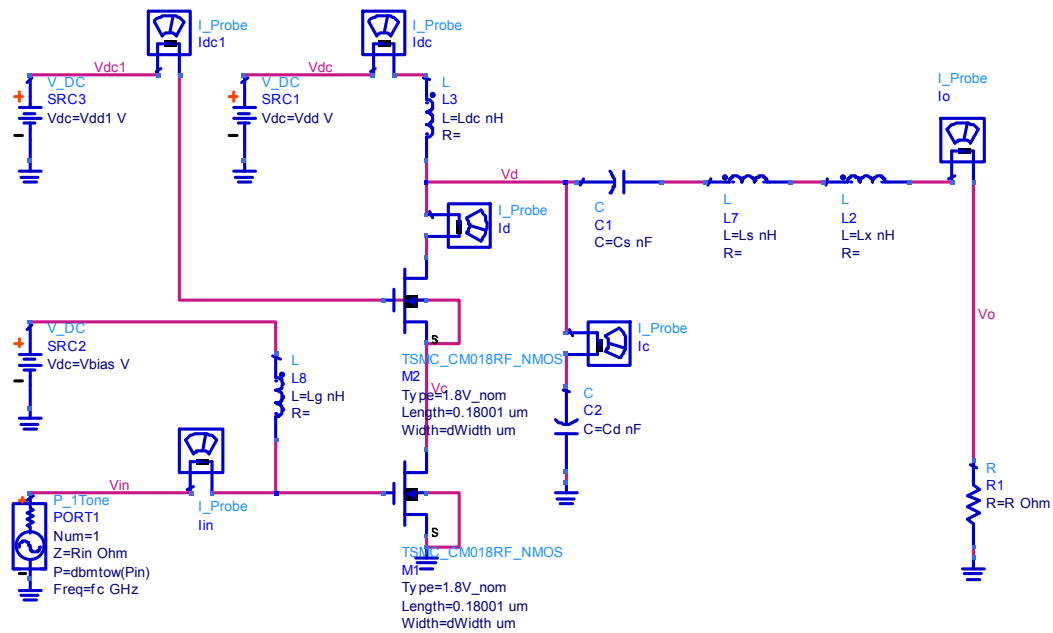 I_Probe
Idc1
I_Probe
Idc
Vdc1
V_DC
SRC3
Vdc=Vdd1 V
Vdc
V_DC
SRC1
Vdc=Vdd V
L
L3
L=Ldc nH
R=
I_Probe
Io
Vd
I_Probe
Id
C
C1
C=Cs nF
L
L7
L=Ls nH
R=
L
L2
L=Lx nH
R=
Vo
V_DC
SRC2
Vdc=Vbias V
L
L8
L=Lg nH
R=
S
TSMC_CM018RF_NMOS
M2
Type=1.8V_nom
Length=0.18001 um
Width=dWidth um
Vc
I_Probe
Ic
C
C2
C=Cd nF
R
R1
R=R Ohm
Vin
I_Probe
Iin
P_1Tone
PORT1
Num=1
Z=Rin Ohm
P=dbmtow(Pin)
Freq=fc GHz
S
TSMC_CM018RF_NMOS
M1
Type=1.8V_nom
Length=0.18001 um
Width=dWidth um